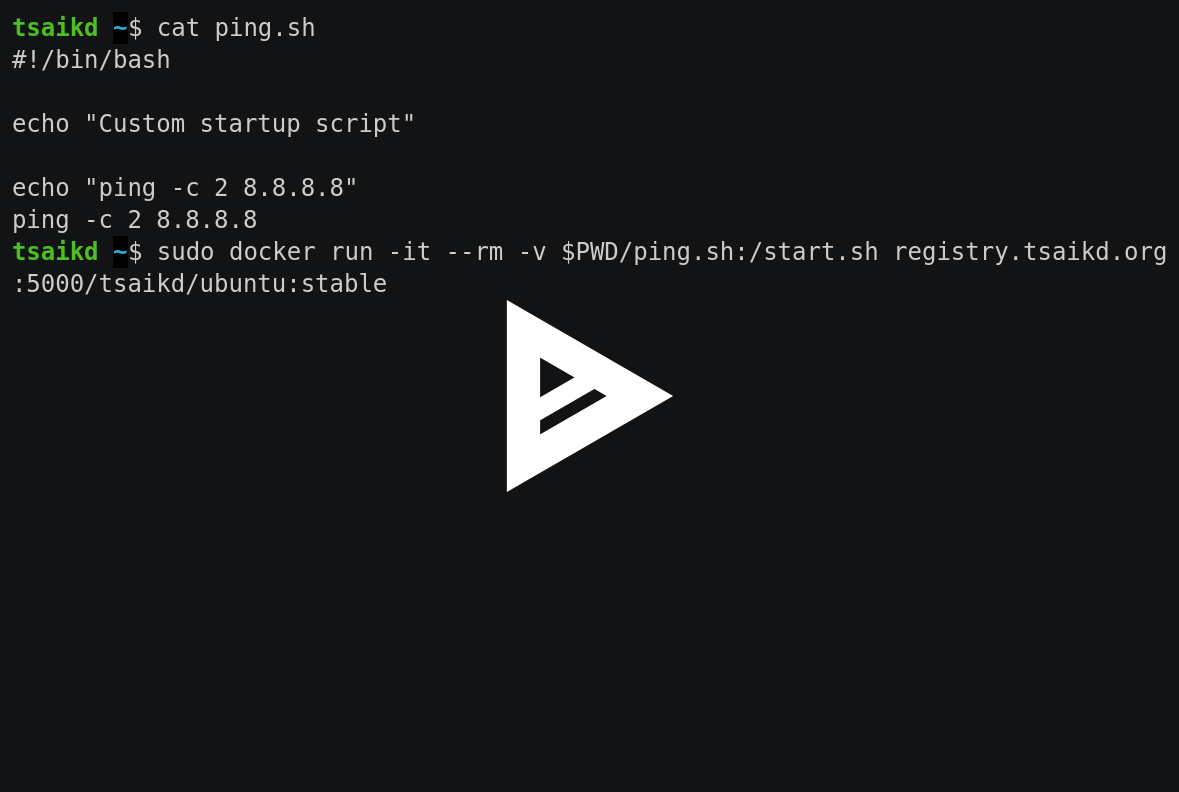 tsaikd ~$ cat ping.sh
#!/bin/bash
echo "Custom startup script"
echo "ping -c 2 8.8.8.8"
ping -c 2 8.8.8.8
tsaikd ~$ sudo docker run -it --rm -v $PWD/ping.sh:/start.sh registry.tsaikd.org
:5000/tsaikd/ubuntu:stable